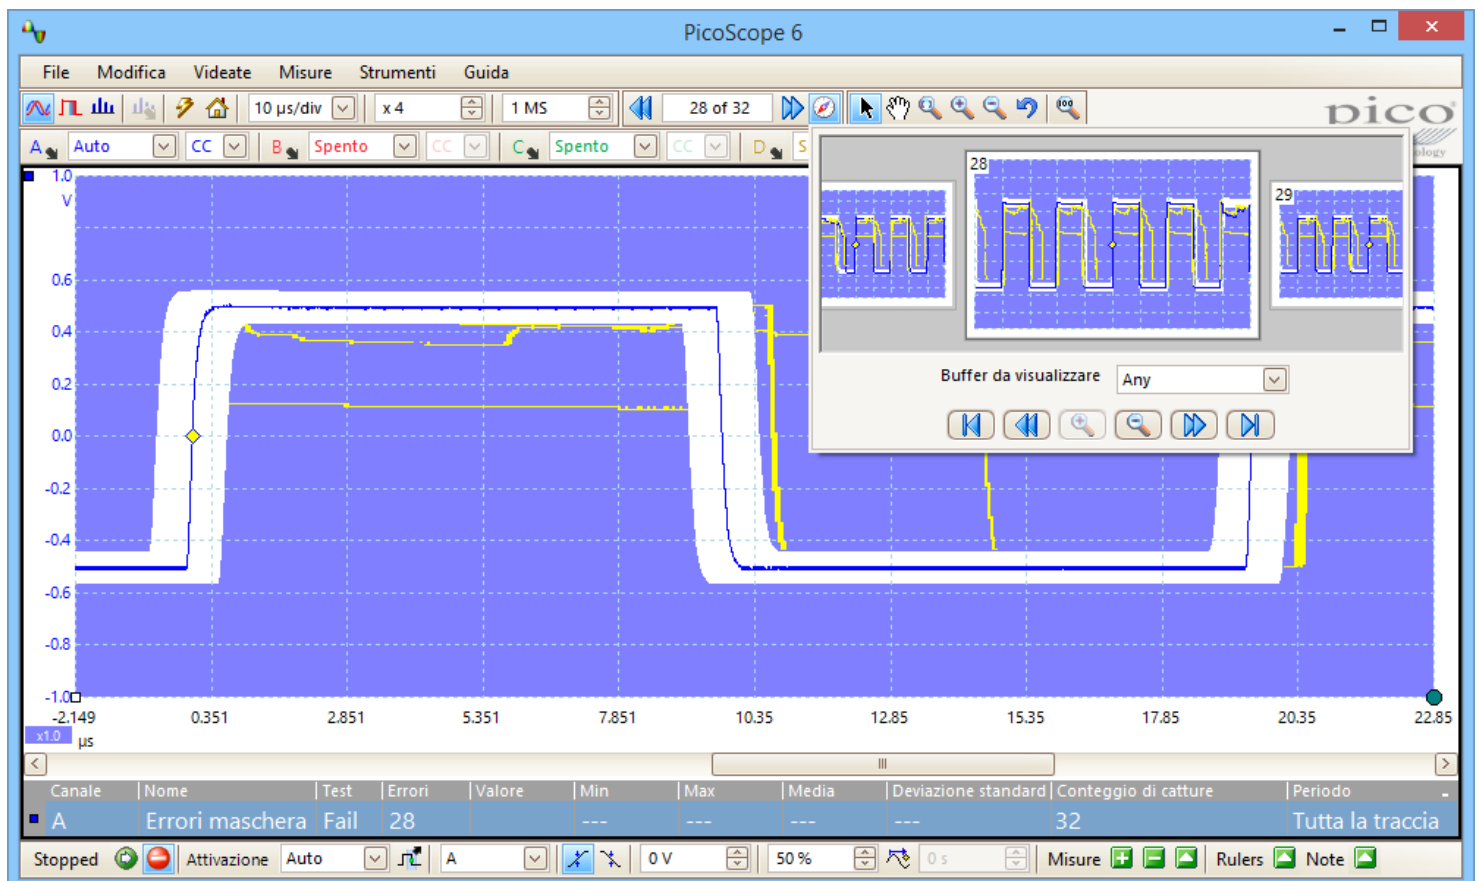 PicoScope 6
File Modifica Videate Misure Strumenti Guida
10 µs/div x 4 1 MS 28 of 32
pico
A Auto CC B Spento CC C Spento CC D S
ology
1.0
V
0.6
0.4
0.2
0.0
-0.2
-0.4
-0.6
-0.8
-1.0
-2.149 0.351 2.851 5.351 7.851 10.35 12.85 15.35 17.85 20.35 22.85
x1.0 µs
28
29
Buffer da visualizzare Any
Canale Nome Test Errori Valore Min Max Media Deviazione standard Conteggio di catture Periodo
A Errori maschera Fail 28 --- --- --- --- 32 Tutta la traccia
Stopped Attivazione Auto A 0 V 50 % 0 s Misure Rulers Note